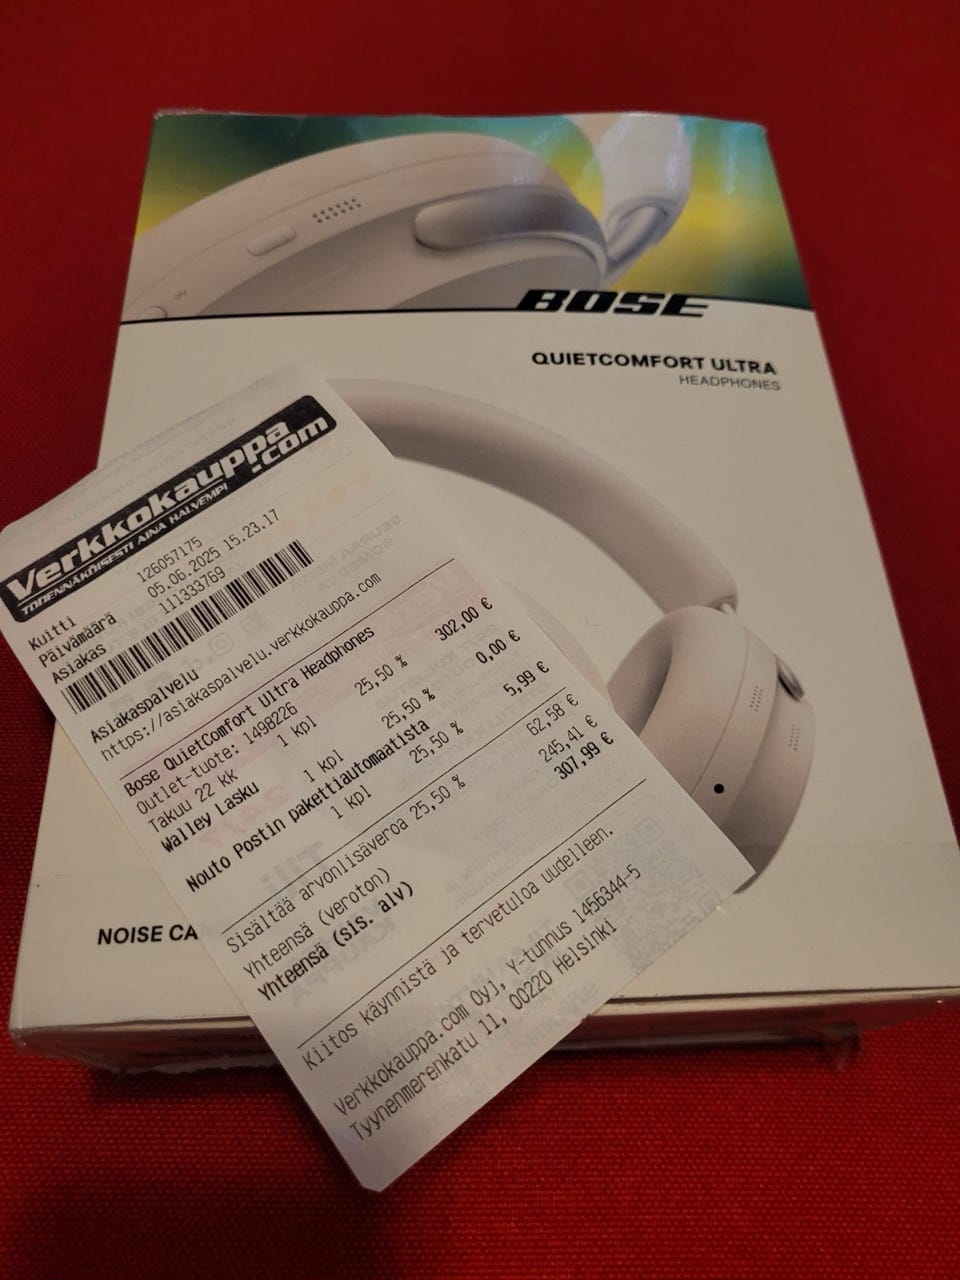 BOSE
QUIETCOMFORT ULTRA
HEADPHONES
Verkkokauppa
.com
TODENNÄKÖISESTI AINA HALVEMPI
Kuitti 126057175
Päivämäärä 05.06.2025 15.23.17
Asiakas 111333769
Asiakaspalvelu
https://asiakaspalvelu.verkkokauppa.com
Bose QuietComfort Ultra Headphones
Outlet-tuote: 1498226
1 kpl 25,50 % 302,00 €
Takuu 22 kk
Walley Lasku
1 kpl 25,50 % 0,00 €
Nouto Postin pakettiautomaatista
1 kpl 25,50 % 5,99 €
Sisältää arvonlisäveroa 25,50 % 62,58 €
Yhteensä (veroton) 245,41 €
Yhteensä (sis. alv) 307,99 €
Kiitos käynnistä ja tervetuloa uudelleen.
Verkkokauppa.com Oyj, Y-tunnus 1456344-5
Tyynenmerenkatu 11, 00220 Helsinki
NOISE CA